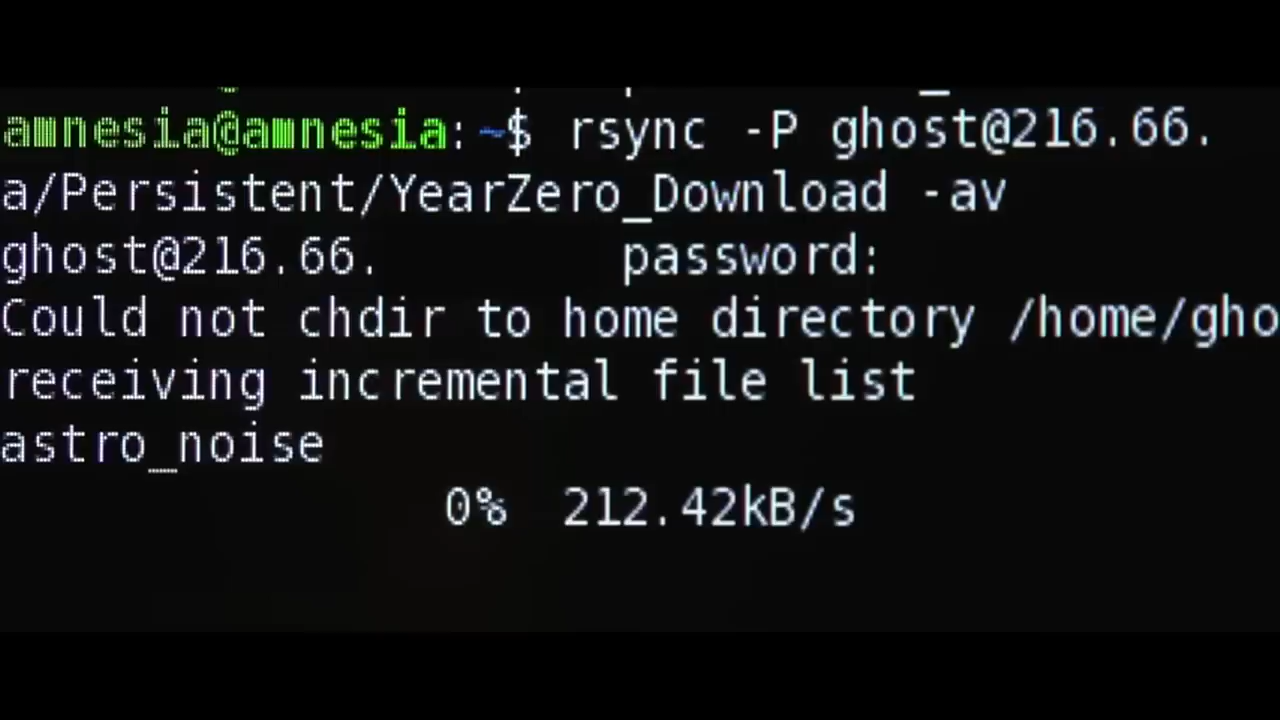 amnesia@amnesia:~$ rsync -P ghost@216.66.
a/Persistent/YearZero_Download -av
ghost@216.66. password:
Could not chdir to home directory /home/gho
receiving incremental file list
astro_noise
0% 212.42kB/s